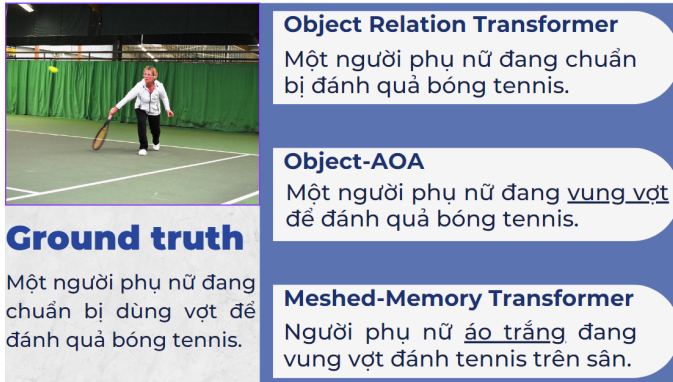 Ground truth
Một người phụ nữ đang
chuẩn bị dùng vợt để
đánh quả bóng tennis.
Object Relation Transformer
Một người phụ nữ đang chuẩn
bị đánh quả bóng tennis.
Object-AOA
Một người phụ nữ đang vung vợt
để đánh quả bóng tennis.
Meshed-Memory Transformer
Người phụ nữ áo trắng đang
vung vợt đánh tennis trên sân.